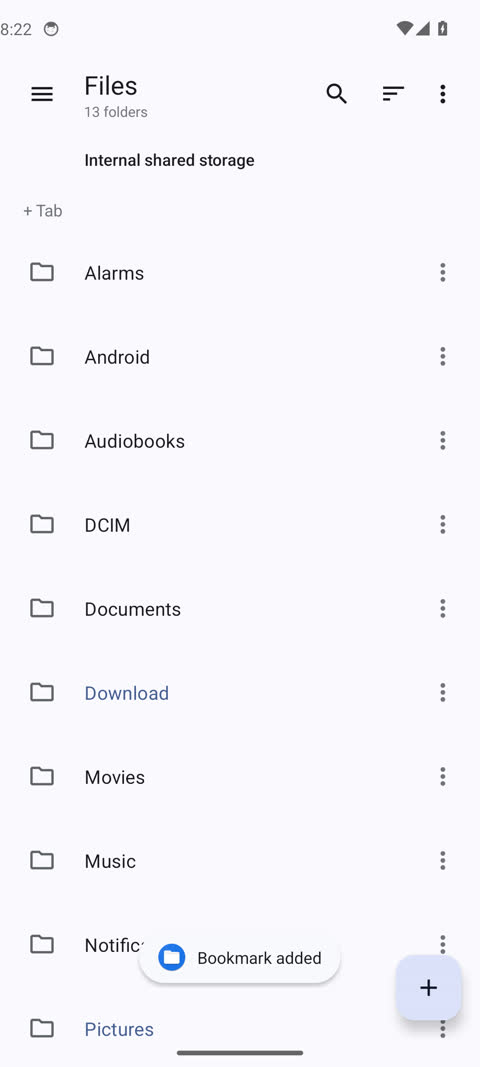 8:22
Files
13 folders
Internal shared storage
+ Tab
Alarms
Android
Audiobooks
DCIM
Documents
Download
Movies
Music
Bookmark added
Pictures